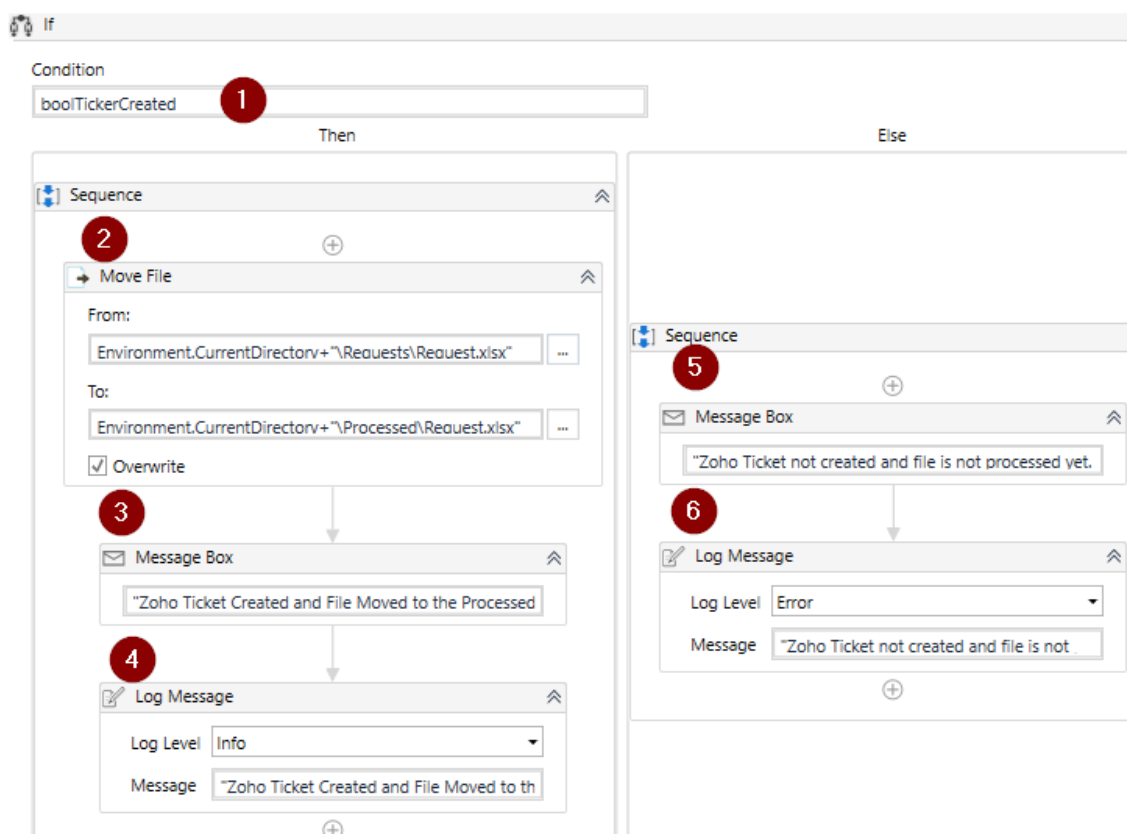 If
Condition
boolTickerCreated
1
Then
Else
Sequence
2
Move File
From:
Environment.CurrentDirectory+"\Requests\Request.xlsx"
...
To:
Environment.CurrentDirectory+"\Processed\Request.xlsx"
...
Overwrite
3
Message Box
"Zoho Ticket Created and File Moved to the Processed
4
Log Message
Log Level Info
Message "Zoho Ticket Created and File Moved to th
Sequence
5
Message Box
"Zoho Ticket not created and file is not processed yet.
6
Log Message
Log Level Error
Message "Zoho Ticket not created and file is not